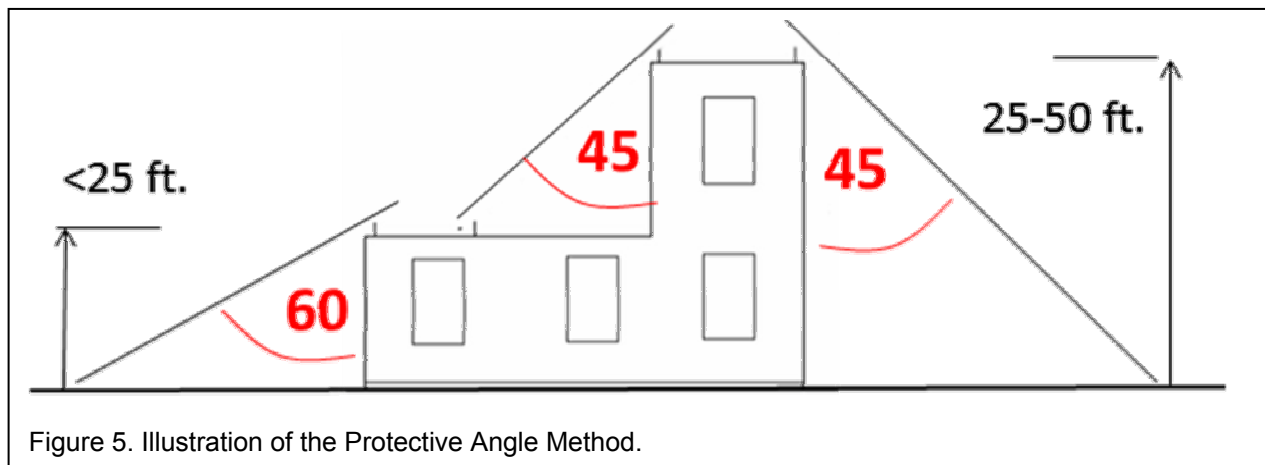 25-50 ft.
45
45
<25 ft.
60
Figure 5. Illustration of the Protective Angle Method.